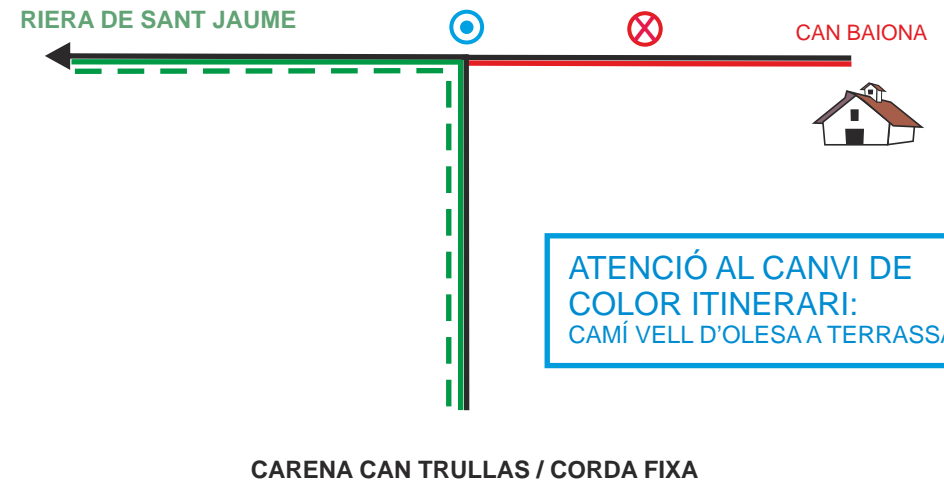 RIERA DE SANT JAUME
CAN BAIONA
ATENCIÓ AL CANVI DE
COLOR ITINERARI:
CAMÍ VELL D'OLESA A TERRASSA
CARENA CAN TRULLAS / CORDA FIXA